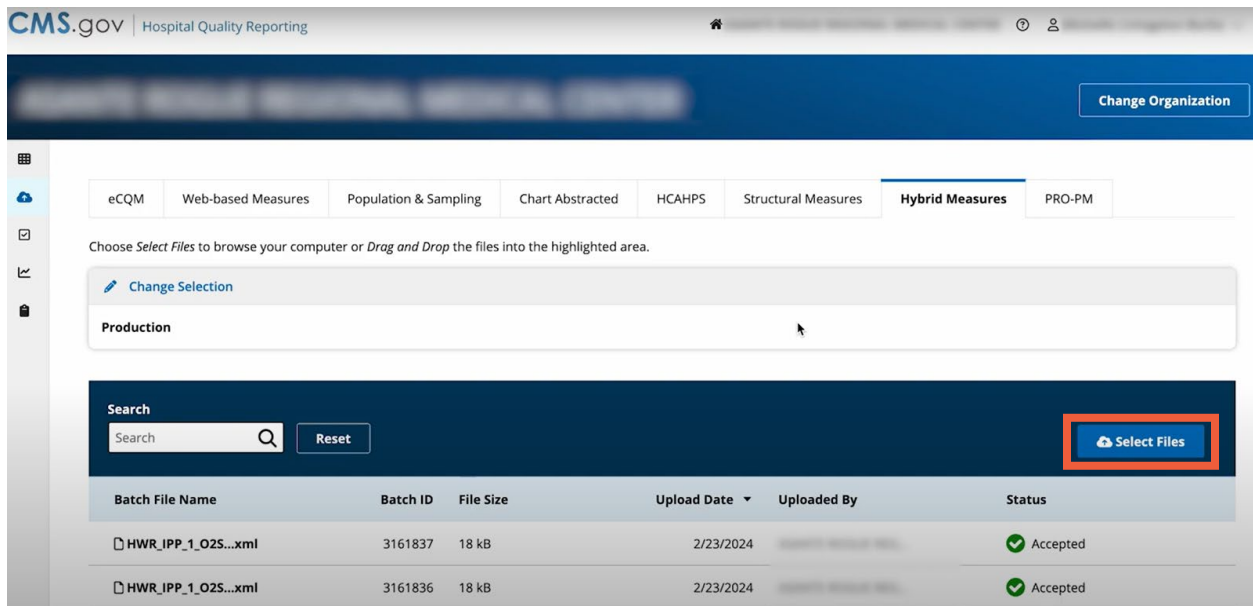 CMS.gov Hospital Quality Reporting
Change Organization
eCQM Web-based Measures Population & Sampling Chart Abstracted HCAHPS Structural Measures Hybrid Measures PRO-PM
Choose Select Files to browse your computer or Drag and Drop the files into the highlighted area.
Change Selection
Production
Search
Search Reset Select Files
Batch File Name Batch ID File Size Upload Date Uploaded By Status
HWR_IPP_1_O2S...xml 3161837 18 kB 2/23/2024 Accepted
HWR_IPP_1_O2S...xml 3161836 18 kB 2/23/2024 Accepted